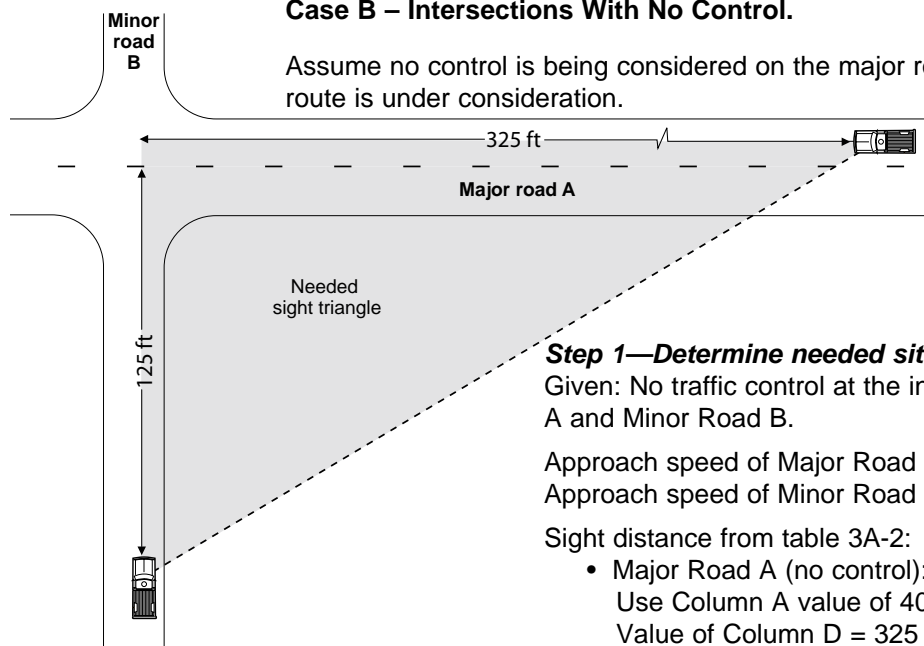 Case B – Intersections With No Control.
Minor
road
B
Assume no control is being considered on the major
route is under consideration.
325 ft
Major road A
Needed
sight triangle
125 ft
Step 1—Determine needed
Given: No traffic control at the
A and Minor Road B.
Approach speed of Major Road
Approach speed of Minor Road
Sight distance from table 3A-2:
• Major Road A (no control):
Use Column A value of 40
Value of Column D = 325